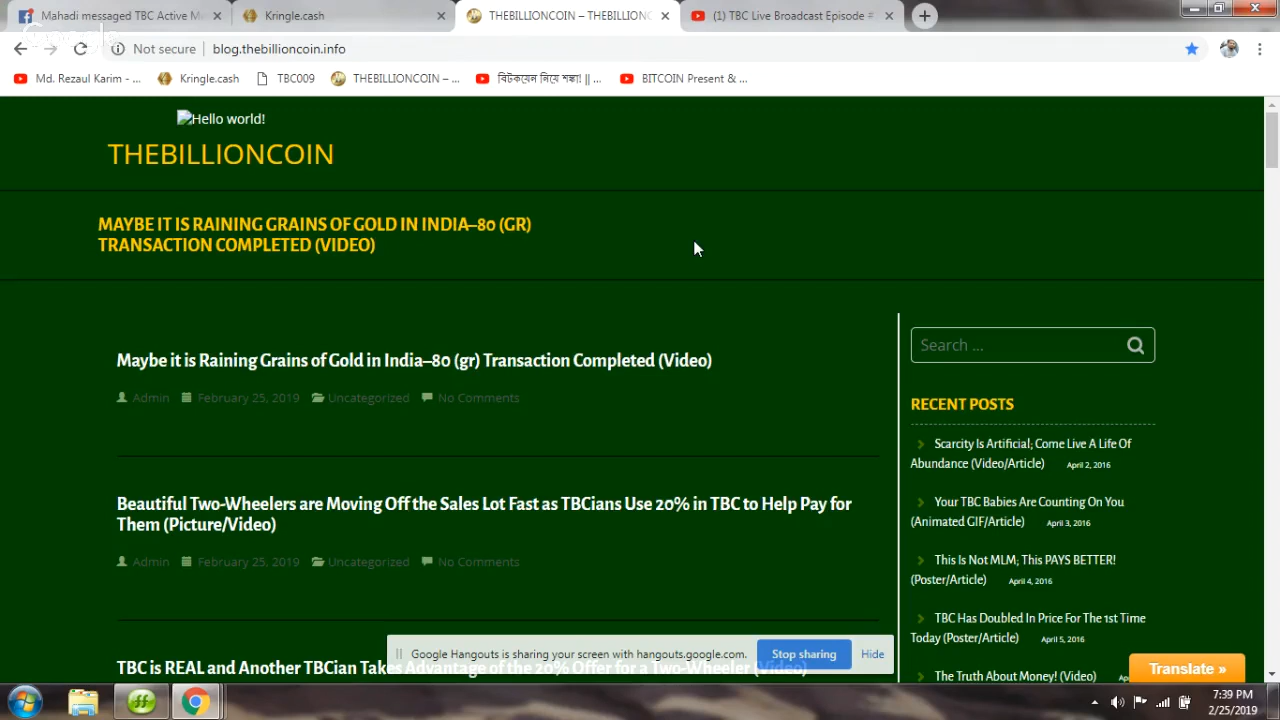 Mahadi messaged TBC Active M
Kringle.cash
THEBILLIONCOIN – THEBILLION
(1) TBC Live Broadcast Episode #
Not secure
blog.thebillioncoin.info
Md. Rezaul Karim - ...
Kringle.cash
TBC009
THEBILLIONCOIN – ...
বিটকয়েন নিয়ে শঙ্কা! || ...
BITCOIN Present & ...
Hello world!
THEBILLIONCOIN
MAYBE IT IS RAINING GRAINS OF GOLD IN INDIA–80 (GR)
TRANSACTION COMPLETED (VIDEO)
Maybe it is Raining Grains of Gold in India–80 (gr) Transaction Completed (Video)
Admin February 25, 2019 Uncategorized No Comments
Beautiful Two-Wheelers are Moving Off the Sales Lot Fast as TBCians Use 20% in TBC to Help Pay for
Them (Picture/Video)
Admin February 25, 2019 Uncategorized No Comments
TBC is REAL and Another TBCian Takes Advantage of the 20% Offer for a Two-Wheeler (Video)
Search ...
RECENT POSTS
Scarcity Is Artificial; Come Live A Life Of
Abundance (Video/Article) April 2, 2016
Your TBC Babies Are Counting On You
(Animated GIF/Article) April 3, 2016
This Is Not MLM; This PAYS BETTER!
(Poster/Article) April 4, 2016
TBC Has Doubled In Price For The 1st Time
Today (Poster/Article) April 5, 2016
The Truth About Money! (Video)
Google Hangouts is sharing your screen with hangouts.google.com.
Stop sharing
Hide
Translate »
7:39 PM
2/25/2019